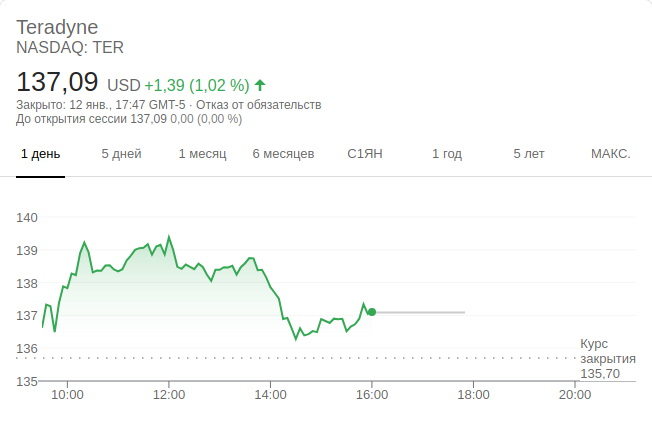 Teradyne
NASDAQ: TER
137,09 USD +1,39 (1,02 %)
Закрыто: 12 янв., 17:47 GMT-5 · Отказ от обязательств
До открытия сессии 137,09 0,00 (0,00 %)
1 день 5 дней 1 месяц 6 месяцев С1ЯН 1 год 5 лет МАКС.
140
139
138
137
136
135
Курс
закрытия
135,70
10:00 12:00 14:00 16:00 18:00 20:00